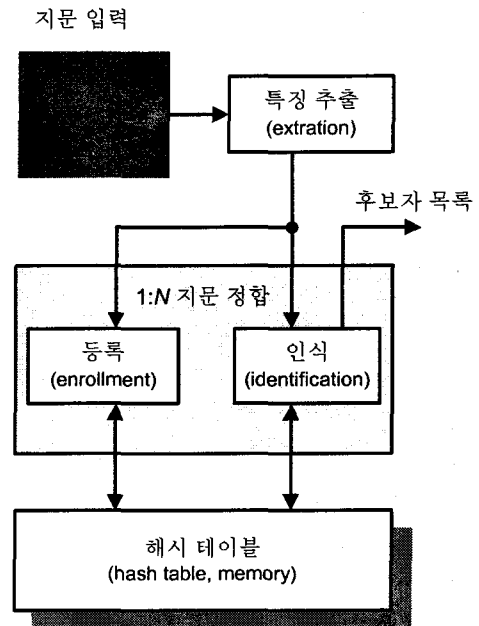 지문 입력
특징 추출
(extration)
후보자 목록
1:N 지문 정합
등록
(enrollment)
인식
(identification)
해시 테이블
(hash table, memory)